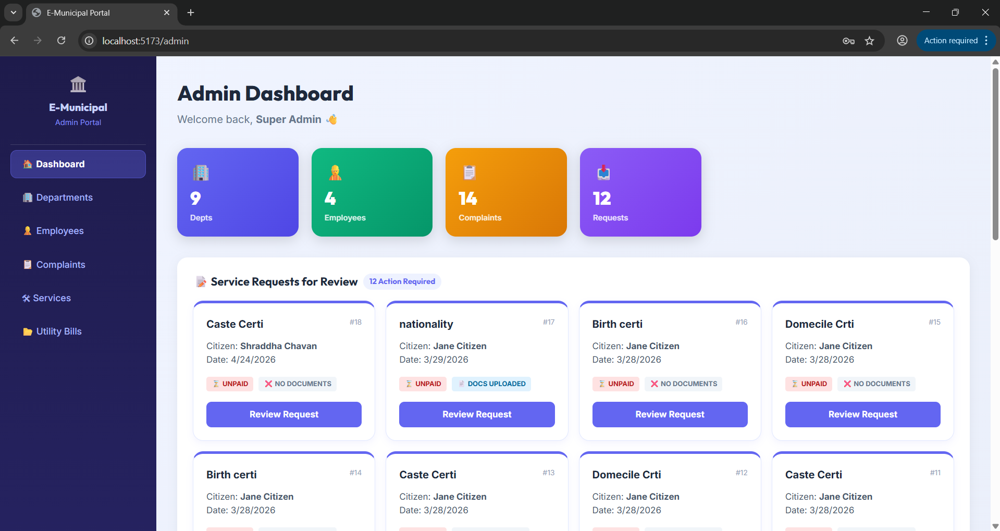 E-Municipal Portal
localhost:5173/admin
Action required
E-Municipal
Admin Portal
Dashboard
Departments
Employees
Complaints
Services
Utility Bills
Admin Dashboard
Welcome back, Super Admin
9
Depts
4
Employees
14
Complaints
12
Requests
Service Requests for Review
12 Action Required
Caste Certi
#18
Citizen: Shraddha Chavan
Date: 4/24/2026
UNPAID
NO DOCUMENTS
Review Request
nationality
#17
Citizen: Jane Citizen
Date: 3/29/2026
UNPAID
DOCS UPLOADED
Review Request
Birth certi
#16
Citizen: Jane Citizen
Date: 3/28/2026
UNPAID
NO DOCUMENTS
Review Request
Domecile Crti
#15
Citizen: Jane Citizen
Date: 3/28/2026
UNPAID
NO DOCUMENTS
Review Request
Birth certi
#14
Citizen: Jane Citizen
Date: 3/28/2026
Caste Certi
#13
Citizen: Jane Citizen
Date: 3/28/2026
Domecile Crti
#12
Citizen: Jane Citizen
Date: 3/28/2026
Caste Certi
#11
Citizen: Jane Citizen
Date: 3/28/2026